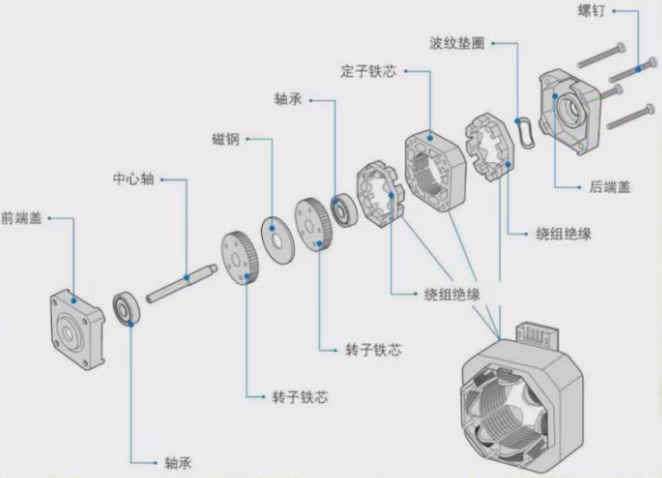 螺钉
波纹垫圈
定子铁芯
轴承
磁钢
中心轴
前端盖
后端盖
绕组绝缘
绕组绝缘
转子铁芯
转子铁芯
轴承